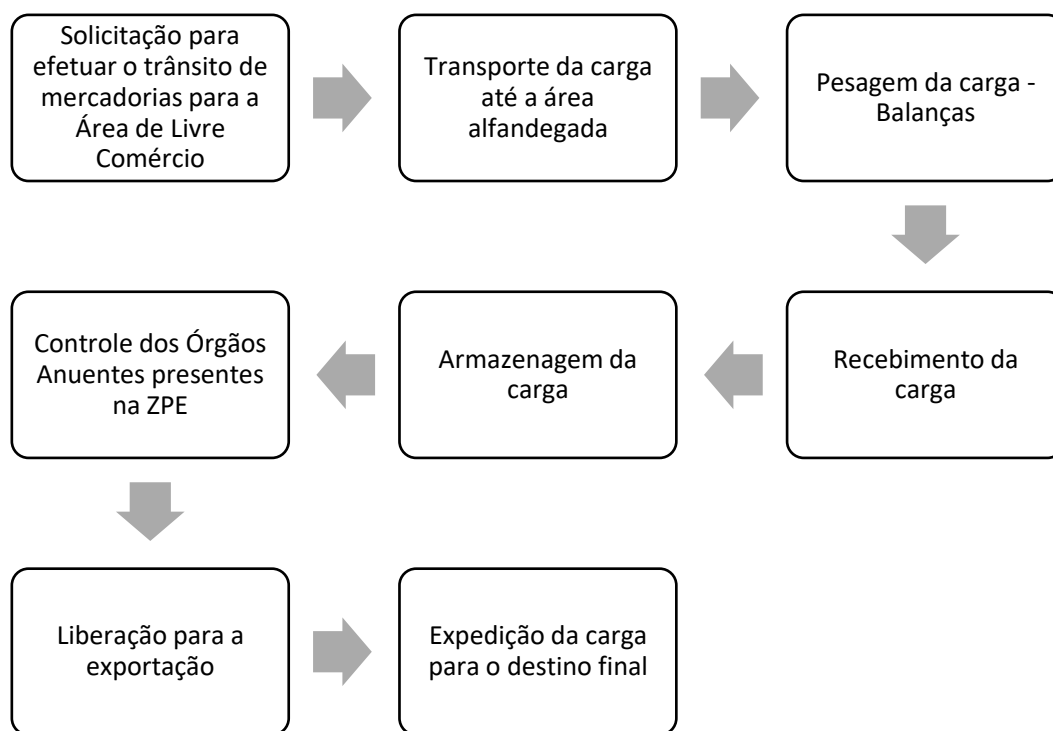 Solicitação para
efetuar o trânsito de
mercadorias para a
Área de Livre
Comércio
Transporte da carga
até a área
alfandegada
Pesagem da carga -
Balanças
Recebimento da
carga
Armazenagem da
carga
Controle dos Órgãos
Anuentes presentes
na ZPE
Liberação para a
exportação
Expedição da carga
para o destino final